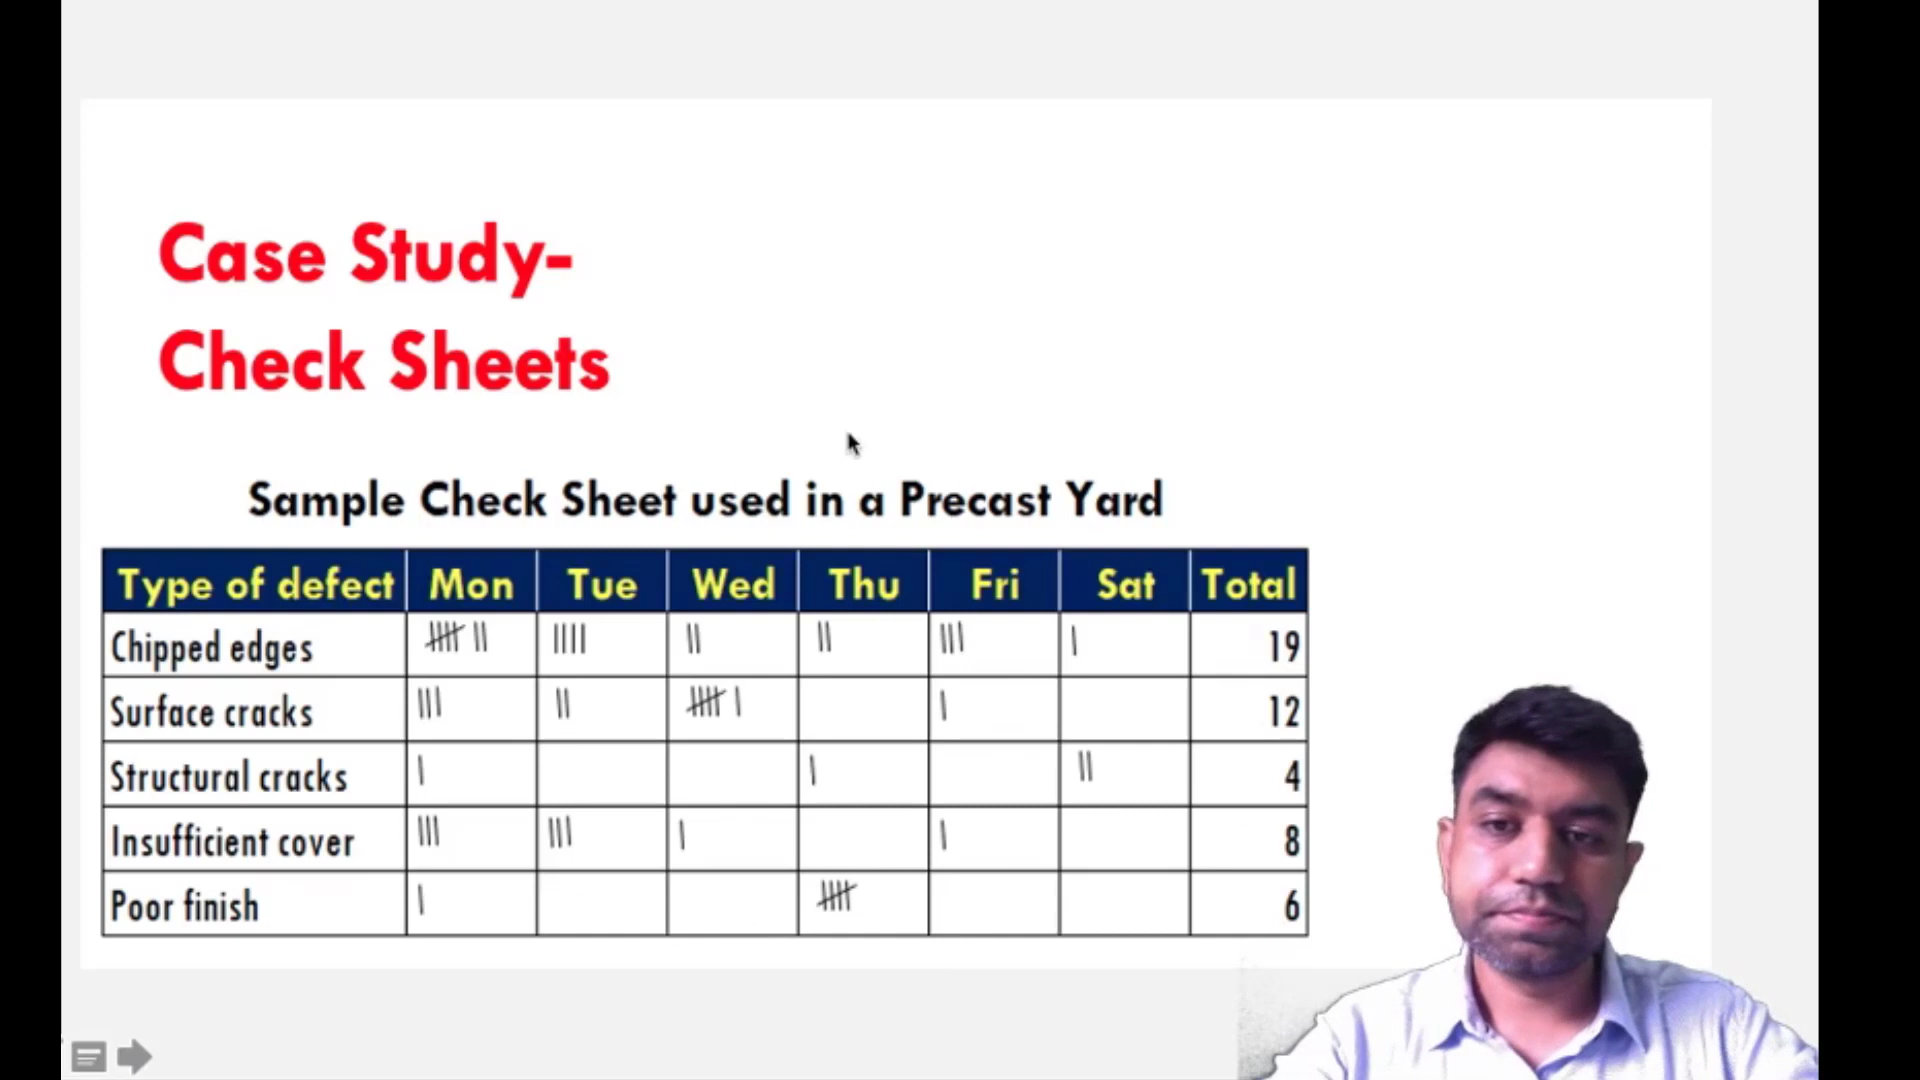 Case Study-
Check Sheets
Sample Check Sheet used in a Precast Yard
Type of defect Mon Tue Wed Thu Fri Sat Total
Chipped edges 19
Surface cracks 12
Structural cracks 4
Insufficient cover 8
Poor finish 6